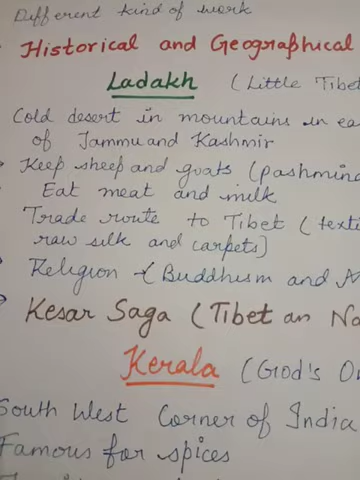 Different kind of work
Historical and Geographical
Ladakh (Little Tibet
Cold desert in mountains in ea
of Jammu and Kashmir
Keep sheep and goats (pashmina
Eat meat and milk
Trade route to Tibet (texti
raw silk and carpets)
Religion - (Buddhism and
Kesar Saga (Tibetan Na
Kerala (God's O
South West Corner of India
Famous for spices